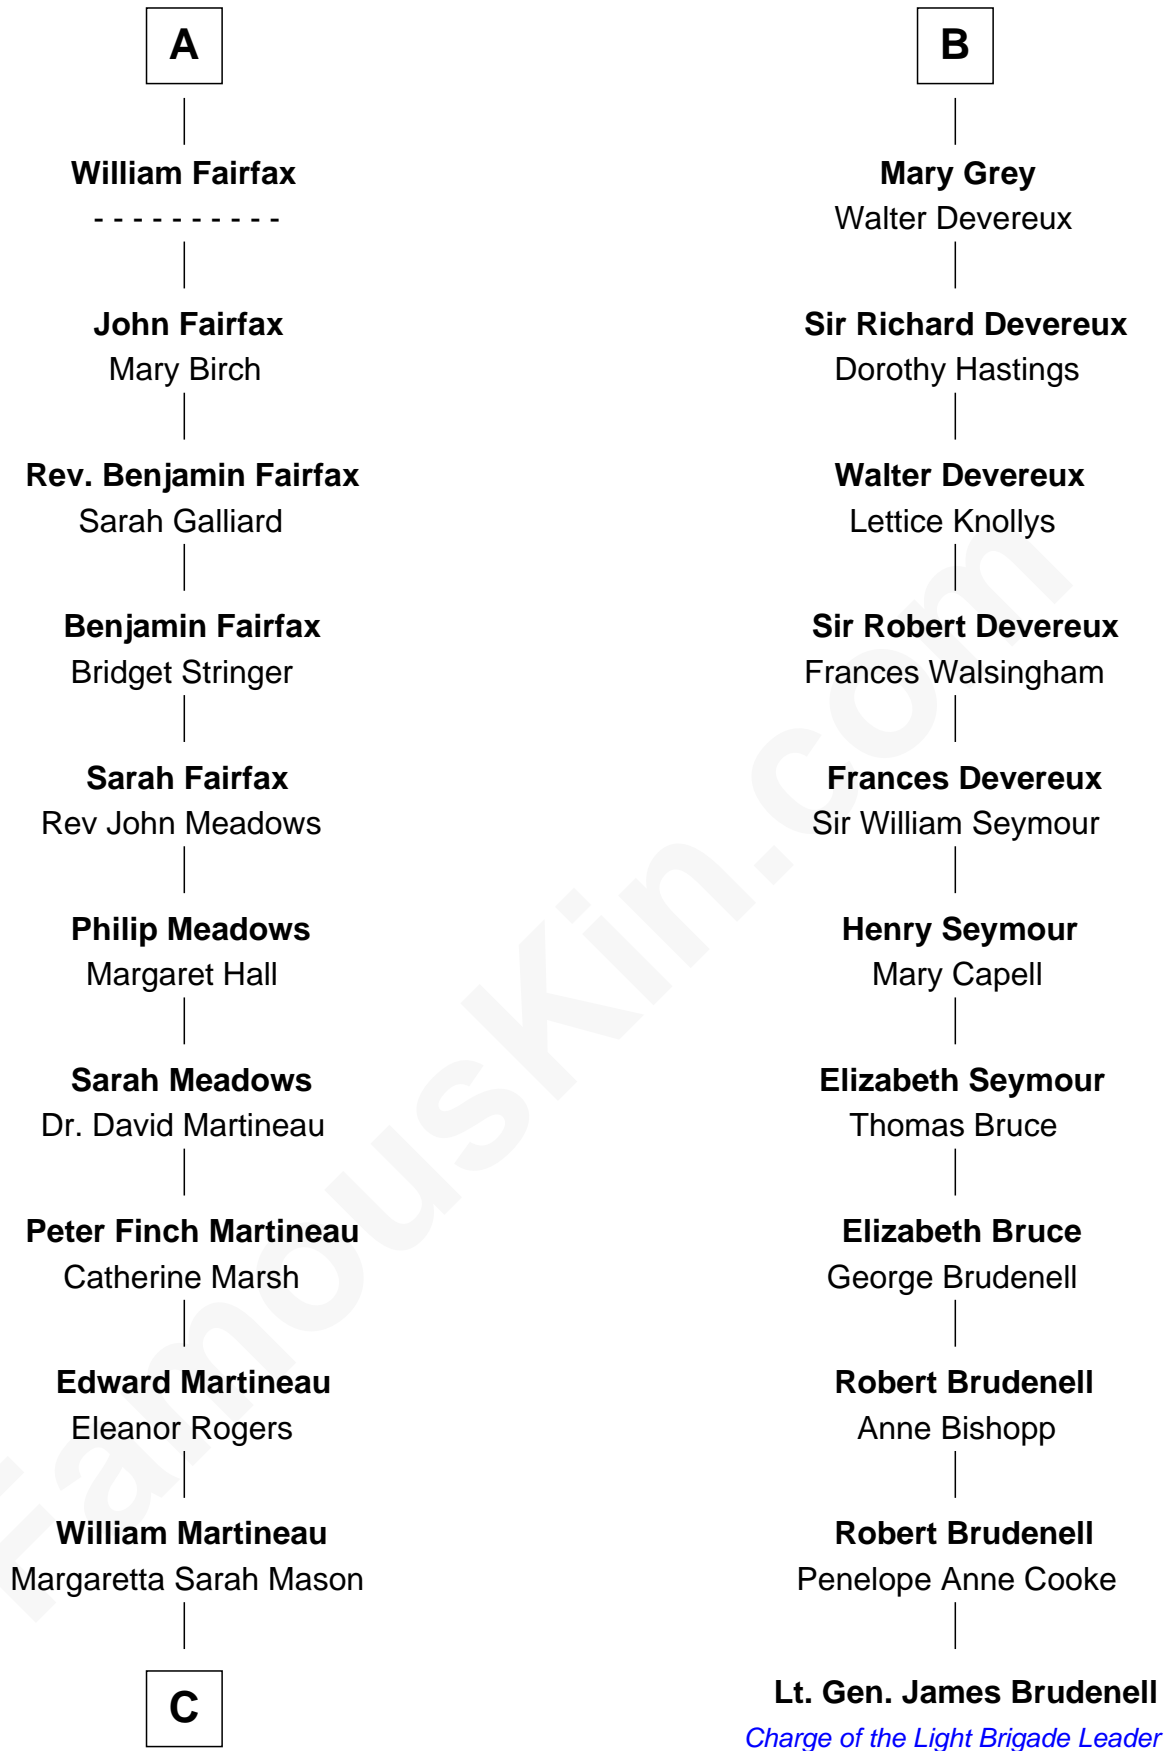 A
William Fairfax
- - - - - - - - - -
John Fairfax
Mary Birch
Rev. Benjamin Fairfax
Sarah Galliard
Benjamin Fairfax
Bridget Stringer
Sarah Fairfax
Rev John Meadows
Philip Meadows
Margaret Hall
Sarah Meadows
Dr. David Martineau
Peter Finch Martineau
Catherine Marsh
Edward Martineau
Eleanor Rogers
William Martineau
Margaretta Sarah Mason
C
B
Mary Grey
Walter Devereux
Sir Richard Devereux
Dorothy Hastings
Walter Devereux
Lettice Knollys
Sir Robert Devereux
Frances Walsingham
Frances Devereux
Sir William Seymour
Henry Seymour
Mary Capell
Elizabeth Seymour
Thomas Bruce
Elizabeth Bruce
George Brudenell
Robert Brudenell
Anne Bishopp
Robert Brudenell
Penelope Anne Cooke
Lt. Gen. James Brudenell
Charge of the Light Brigade Leader
FamousKin.com